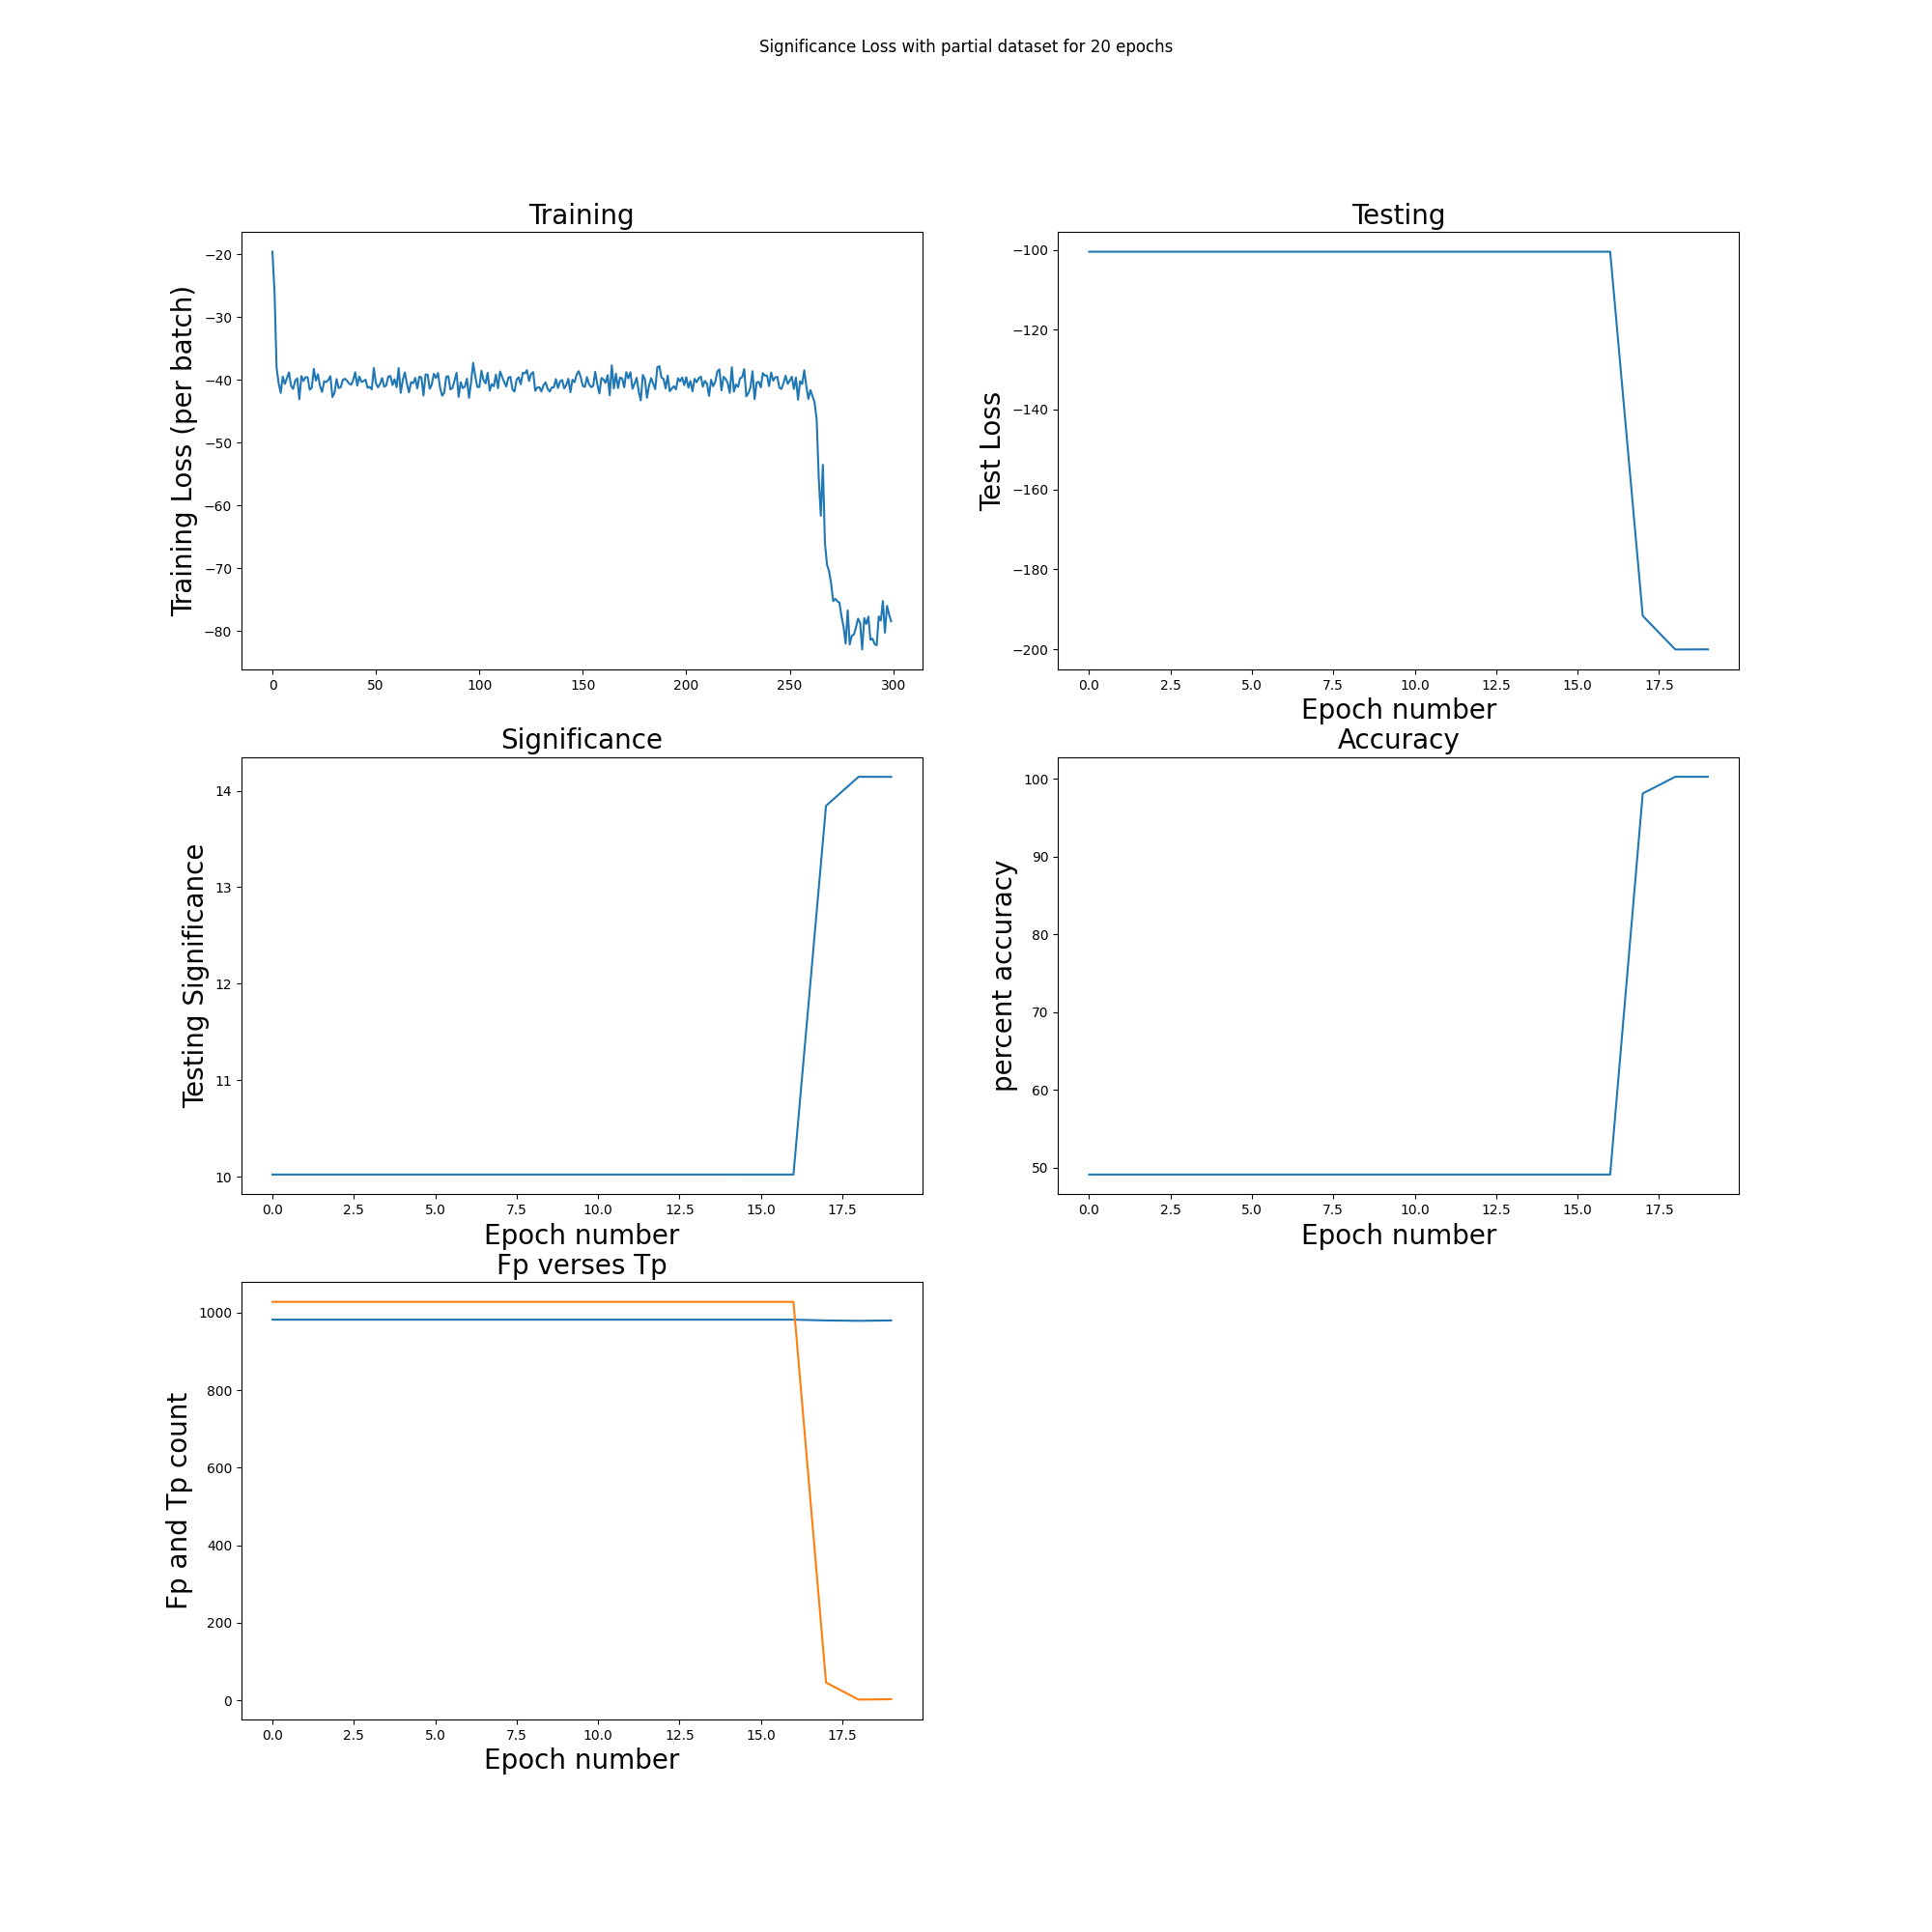 Significance Loss with partial dataset for 20 epochs
Training
Training Loss (per batch)
−20
−30
−40
−50
−60
−70
−80
0 50 100 150 200 250 300
Testing
Test Loss
−100
−120
−140
−160
−180
−200
0.0 2.5 5.0 7.5 10.0 12.5 15.0 17.5
Epoch number
Significance
Testing Significance
14
13
12
11
10
0.0 2.5 5.0 7.5 10.0 12.5 15.0 17.5
Epoch number
Accuracy
percent accuracy
100
90
80
70
60
50
0.0 2.5 5.0 7.5 10.0 12.5 15.0 17.5
Epoch number
Fp verses Tp
Fp and Tp count
1000
800
600
400
200
0
0.0 2.5 5.0 7.5 10.0 12.5 15.0 17.5
Epoch number